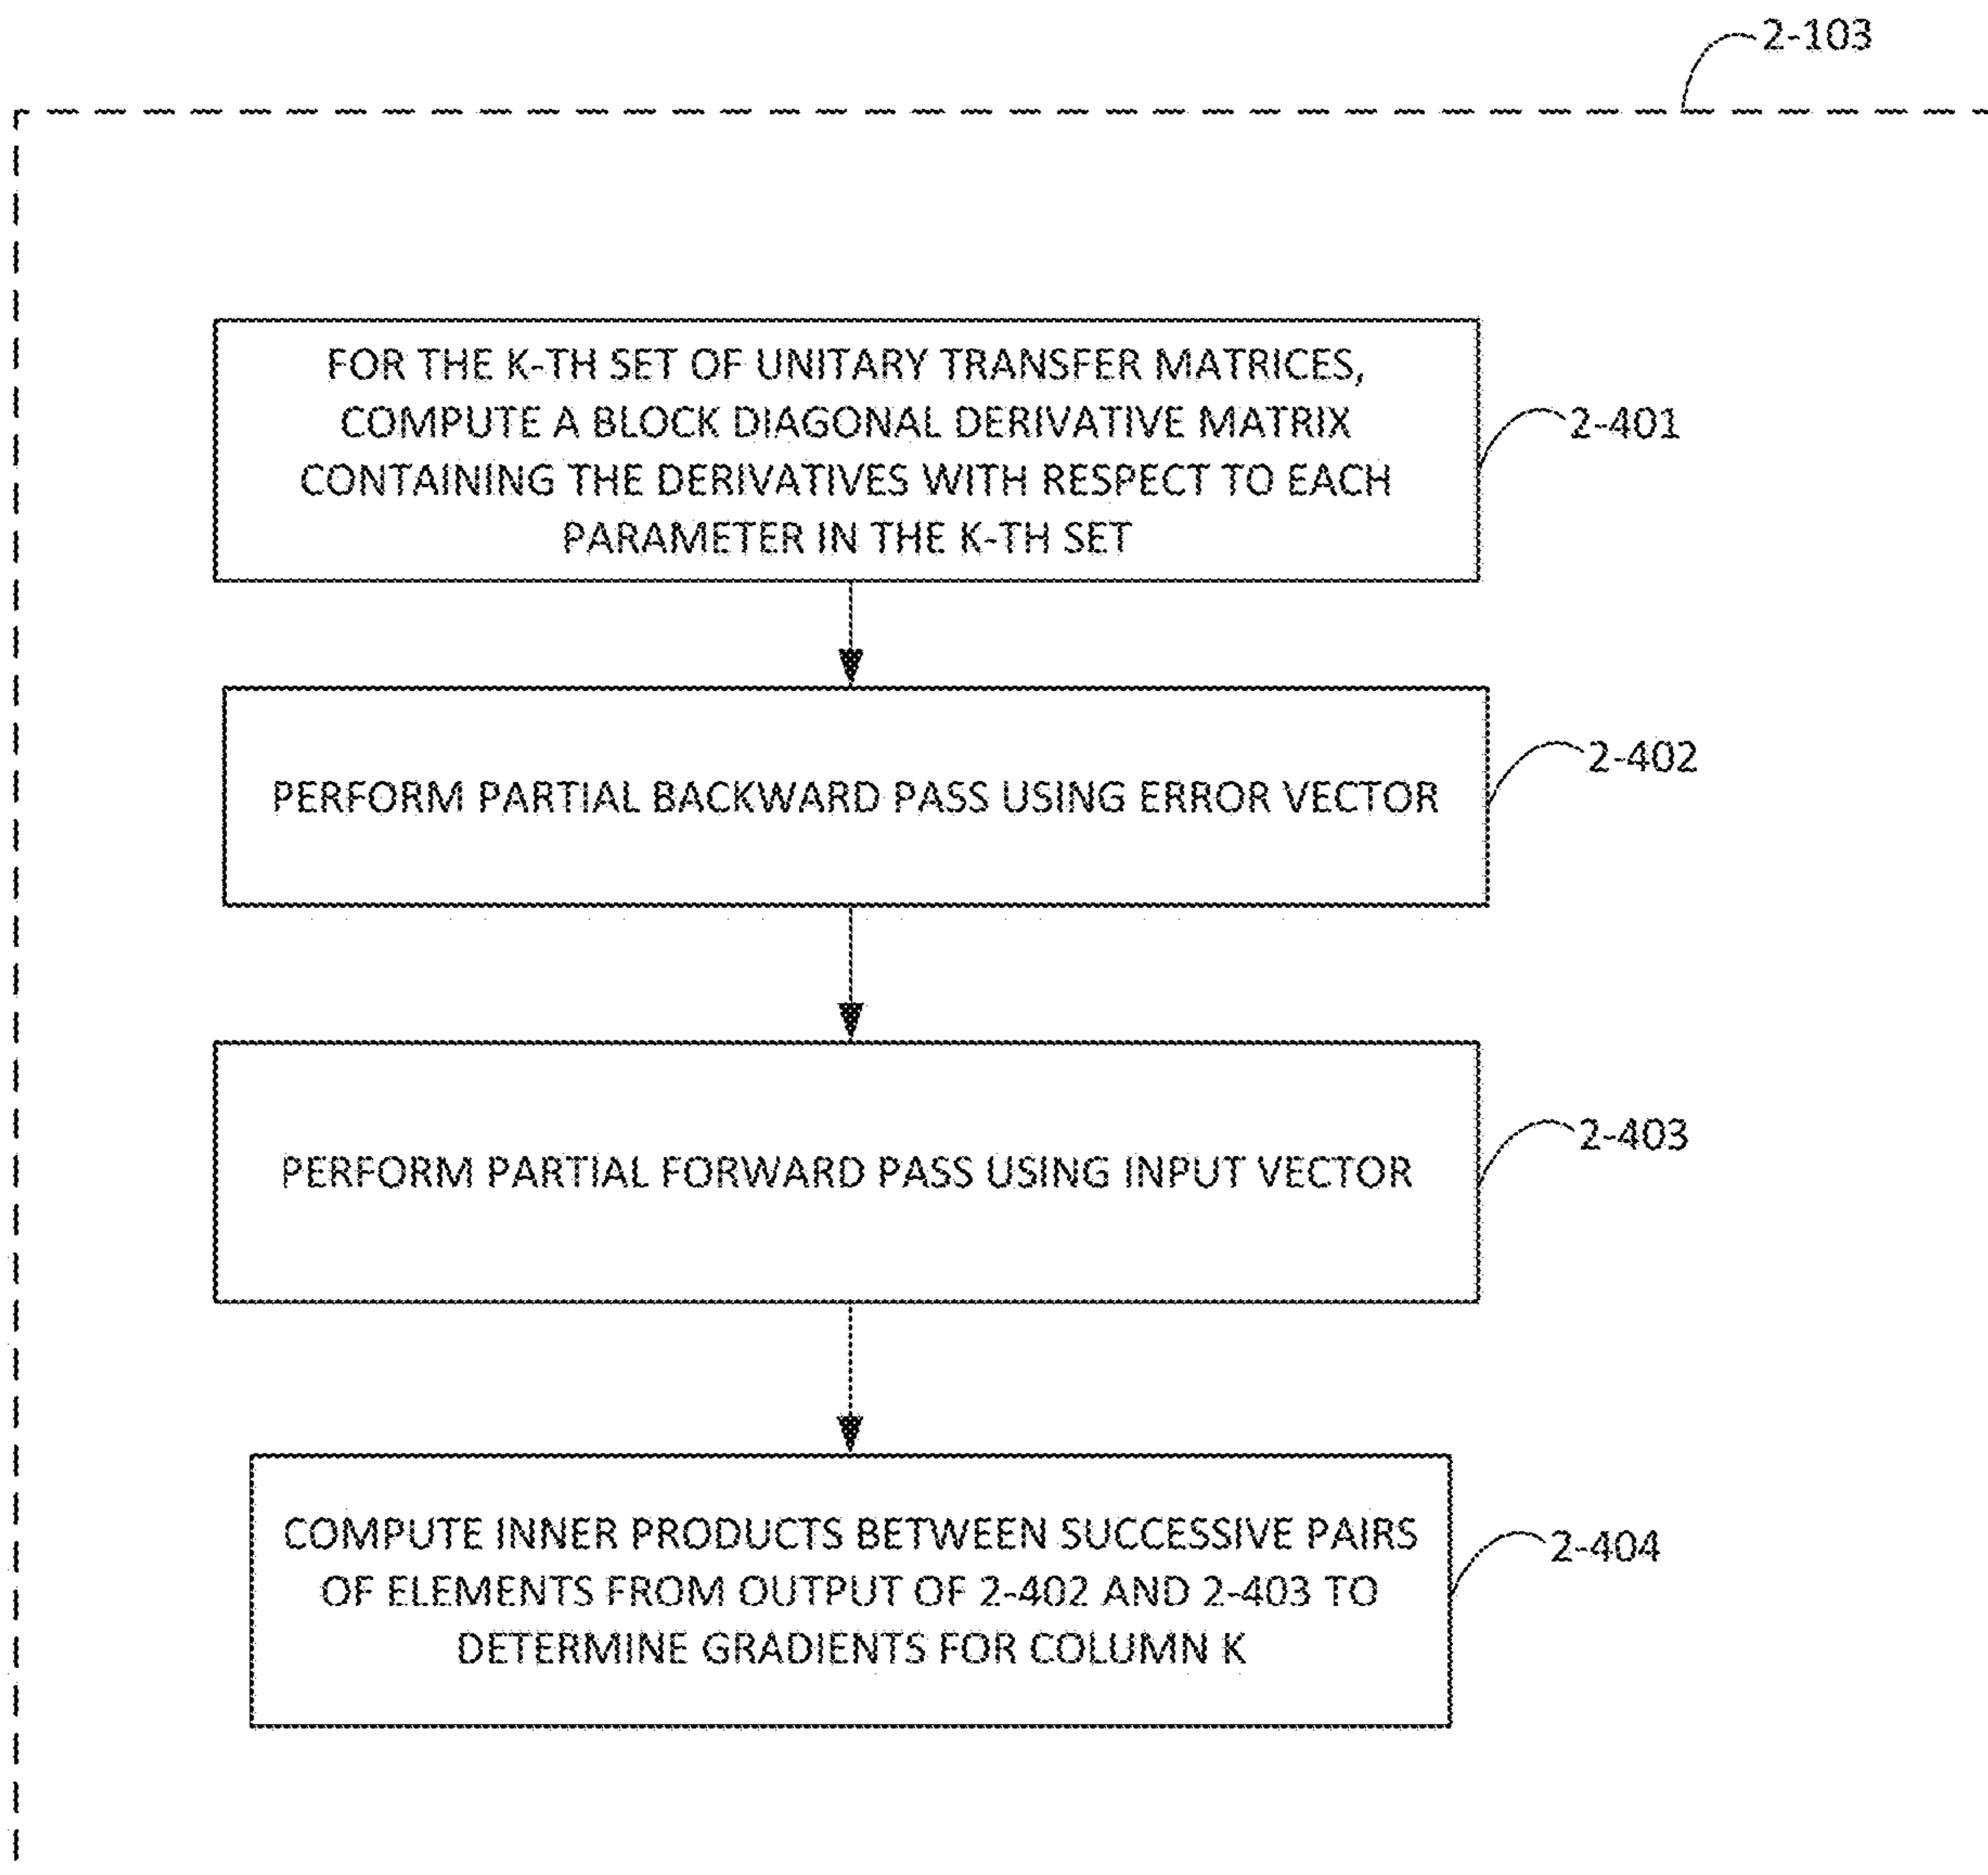 2-103
FOR THE K-TH SET OF UNITARY TRANSFER MATRICES,
COMPUTE A BLOCK DIAGONAL DERIVATIVE MATRIX
CONTAINING THE DERIVATIVES WITH RESPECT TO EACH
PARAMETER IN THE K-TH SET
2-401
PERFORM PARTIAL BACKWARD PASS USING ERROR VECTOR
2-402
PERFORM PARTIAL FORWARD PASS USING INPUT VECTOR
2-403
COMPUTE INNER PRODUCTS BETWEEN SUCCESSIVE PAIRS
OF ELEMENTS FROM OUTPUT OF 2-402 AND 2-403 TO
DETERMINE GRADIENTS FOR COLUMN K
2-404